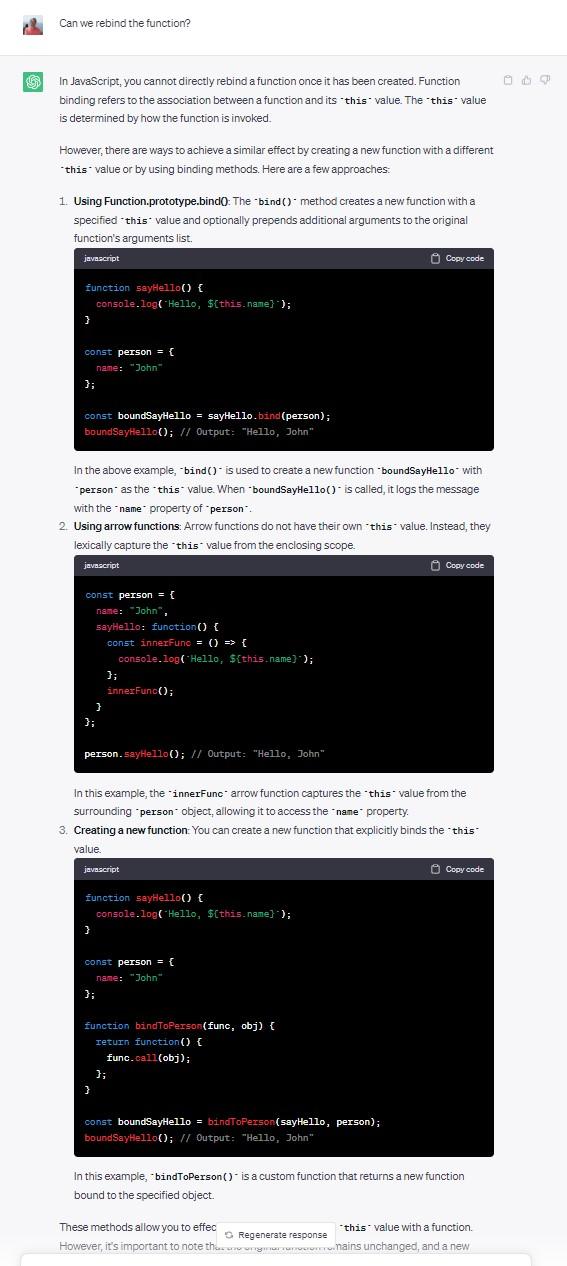 Can we rebind the function?
In JavaScript, you cannot directly rebind a function once it has been created. Function
binding refers to the association between a function and its `this` value. The `this` value
is determined by how the function is invoked.
However, there are ways to achieve a similar effect by creating a new function with a different
`this` value or by using binding methods. Here are a few approaches:
1. Using Function.prototype.bind(): The `bind()` method creates a new function with a
specified `this` value and optionally prepends additional arguments to the original
function's arguments list.
javascript Copy code
function sayHello() {
  console.log(`Hello, ${this.name}`);
}
const person = {
  name: "John"
};
const boundSayHello = sayHello.bind(person);
boundSayHello(); // Output: "Hello, John"
In the above example, `bind()` is used to create a new function `boundSayHello` with
`person` as the `this` value. When `boundSayHello()` is called, it logs the message
with the `name` property of `person`.
2. Using arrow functions: Arrow functions do not have their own `this` value. Instead, they
lexically capture the `this` value from the enclosing scope.
javascript Copy code
const person = {
  name: "John",
  sayHello: function() {
    const innerFunc = () => {
      console.log(`Hello, ${this.name}`);
    };
    innerFunc();
  }
};
person.sayHello(); // Output: "Hello, John"
In this example, the `innerFunc` arrow function captures the `this` value from the
surrounding `person` object, allowing it to access the `name` property.
3. Creating a new function: You can create a new function that explicitly binds the `this`
value.
javascript Copy code
function sayHello() {
  console.log(`Hello, ${this.name}`);
}
const person = {
  name: "John"
};
function bindToPerson(func, obj) {
  return function() {
    func.call(obj);
  };
}
const boundSayHello = bindToPerson(sayHello, person);
boundSayHello(); // Output: "Hello, John"
In this example, `bindToPerson()` is a custom function that returns a new function
bound to the specified object.
These methods allow you to effec `this` value with a function.
Regenerate response
However, it's important to note that the original function remains unchanged, and a new